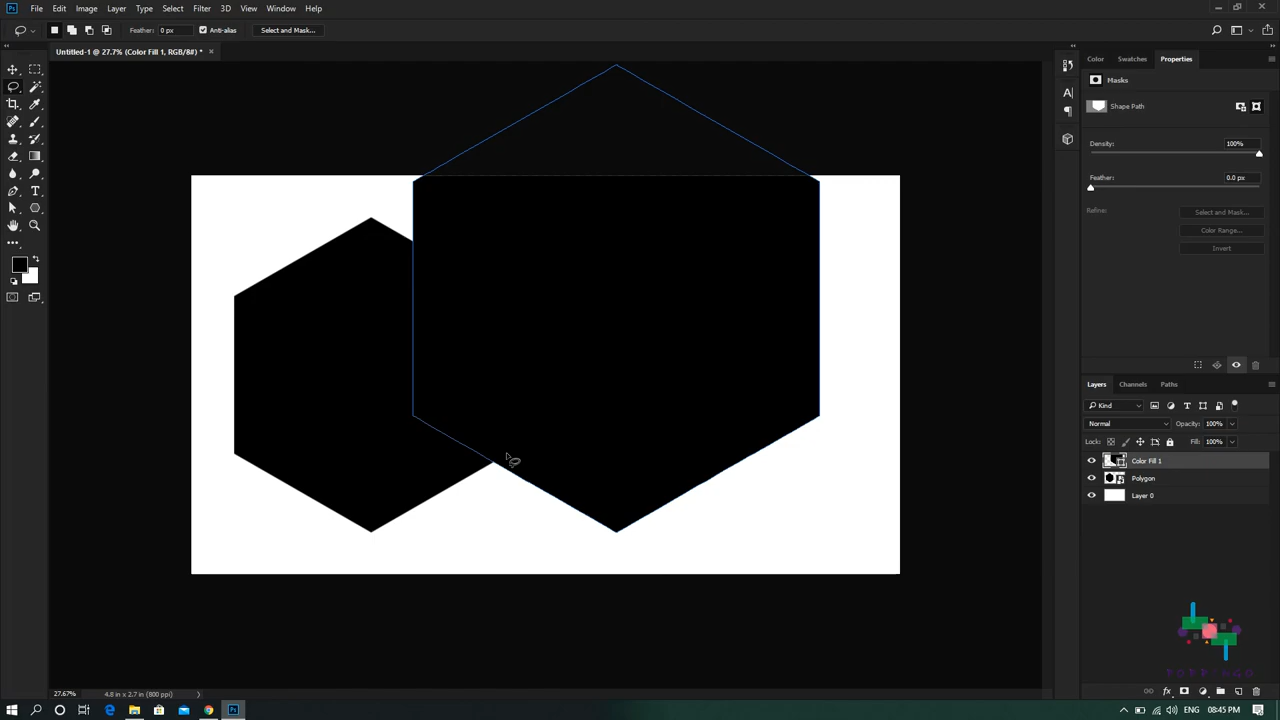 Ps File Edit Image Layer Type Select Filter 3D View Window Help
Feather: 0 px Anti-alias Select and Mask...
Untitled-1 @ 27.7% (Color Fill 1, RGB/8#) * ×
Color Swatches Properties
Masks
Shape Path
Density: 100%
Feather: 0.0 px
Refine: Select and Mask...
Color Range...
Invert
Layers Channels Paths
Kind
Normal Opacity: 100%
Lock: Fill: 100%
Color Fill 1
Polygon
Layer 0
27.67% 4.8 in x 2.7 in (800 ppi)
ENG 08:45 PM